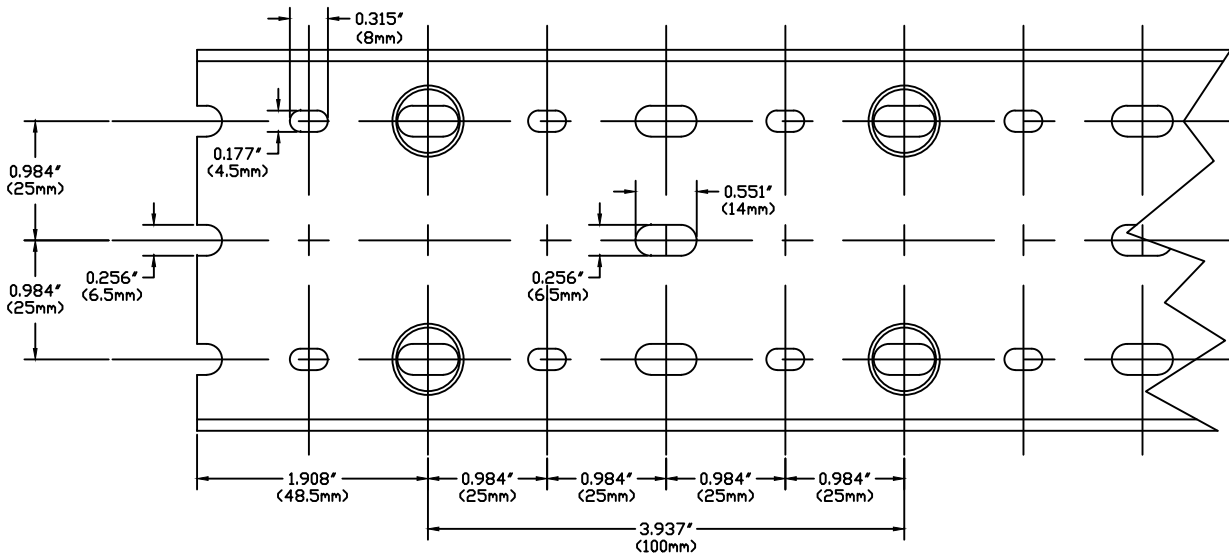 0.315″
(8mm)
0.177″
(4.5mm)
0.984″
(25mm)
0.551″
(14mm)
0.256″
(6.5mm)
0.256″
(6.5mm)
0.984″
(25mm)
1.908″
(48.5mm)
0.984″
(25mm)
0.984″
(25mm)
0.984″
(25mm)
0.984″
(25mm)
3.937″
(100mm)